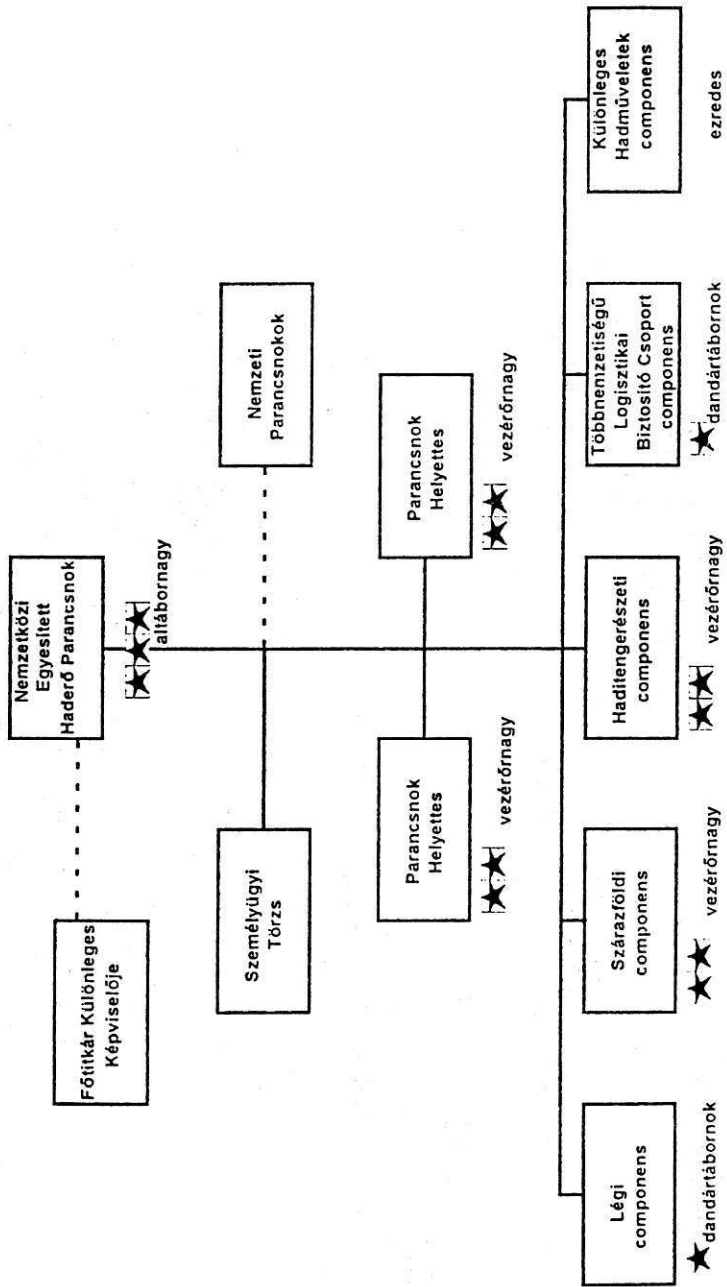 Nemzetközi
Egyesített
Haderő Parancsnok
altábornagy
Főtitkár Különleges
Képviselője
Nemzeti
Parancsnokok
Személyügyi
Törzs
Parancsnok
Helyettes
vezérőrnagy
Parancsnok
Helyettes
vezérőrnagy
Légi
componens
dandártábornok
Szárazföldi
componens
vezérőrnagy
Haditengerészeti
componens
vezérőrnagy
Többnemzetiségű
Logisztikai
Biztosító Csoport
componens
dandártábornok
Különleges
Hadműveletek
componens
ezredes